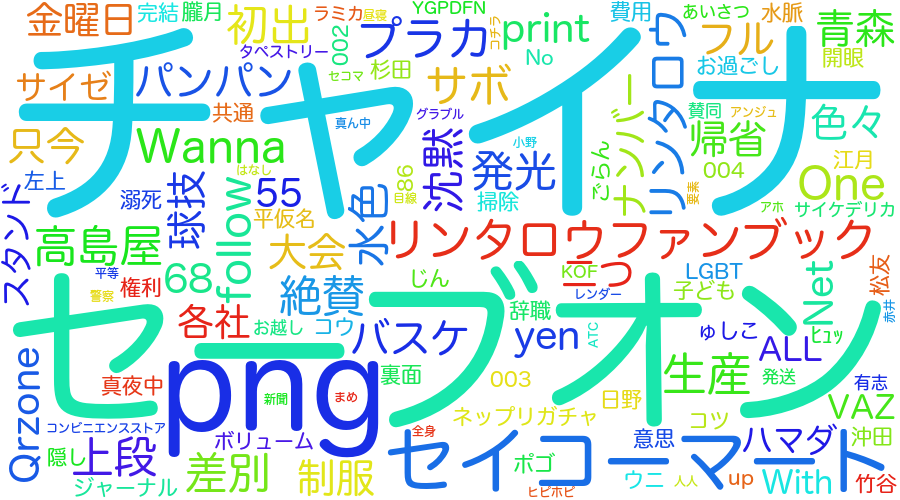 金曜日
完結
朧月
初出
ラミカ
昼寝
YGPDFN
コチラ
print
費用
あいさつ
水脈
青森
タペストリー
002
プラカ
No
フル
開眼
サイゼ
パンパン
セコマ
杉田
サボ
お過ごし
チャイナ
共通
真ん中
グラブル
ナンバー
リンタロウ
賛同
アンジュ
色々
只今
Wanna
小野
帰省
はなし
沈黙
発光
ごらん
004
江月
左上
溺死
球技
follow
55
水色
86
目線
掃除
要素
One
平仮名
アホ
サイケデリカ
スタンド
高島屋
大会
リンタロウファンブック
平等
68
じん
三つ
KOF
LGBT
Net
松友
警察
権利
絶賛
レンダー
子ども
セーブオン
各社
お越し
コウ
バスケ
辞職
yen
ATC
ゅしこ
ヒュッ
赤井
ALL
Qrzone
真夜中
png
新聞
まめ
裏面
003
日野
生産
発送
有志
ネップリガチャ
コツ
VAZ
コンビニエンスストア
ボリューム
全身
セイコーマート
意思
ハマダ
沖田
隠し
上段
差別
制服
ポゴ
ウニ
人人
up
With
竹谷
ジャーナル
ヒピホピ